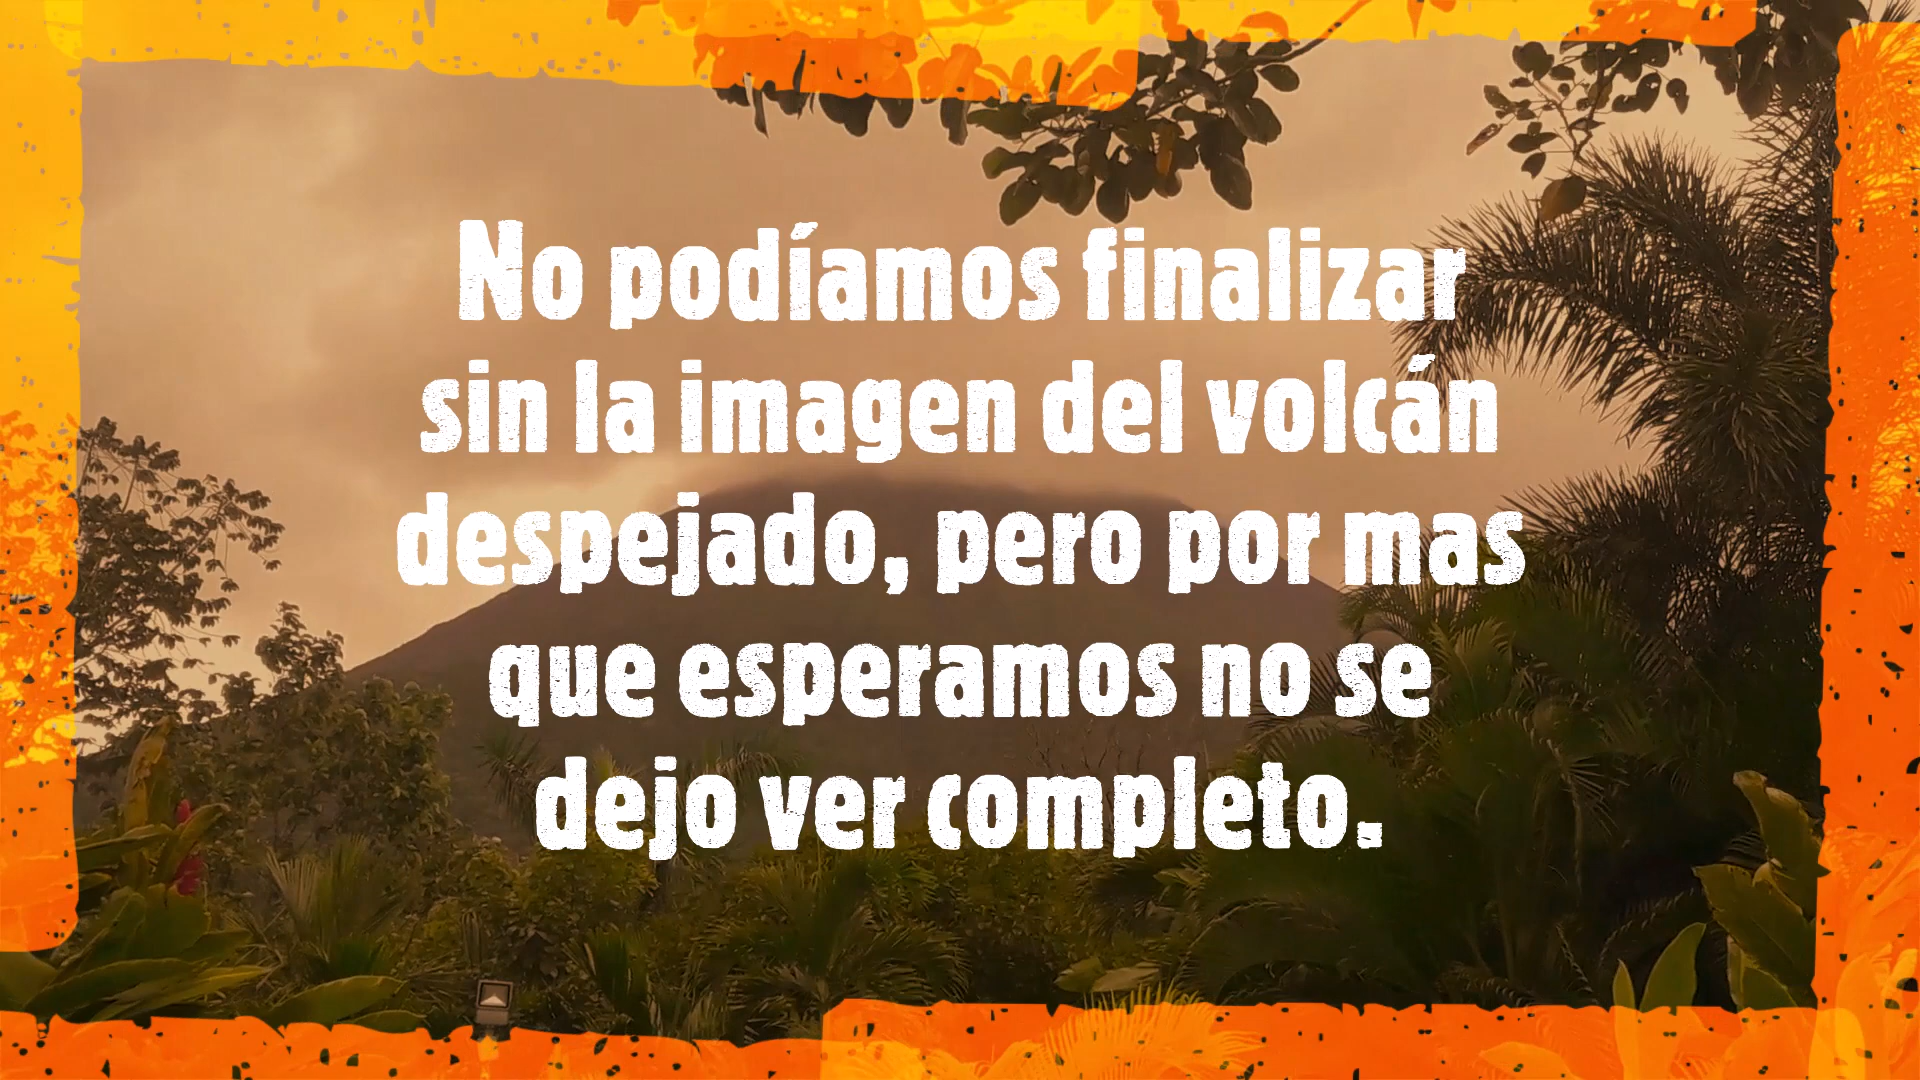 No podíamos finalizar
sin la imagen del volcán
despejado, pero por mas
que esperamos no se
dejo ver completo.